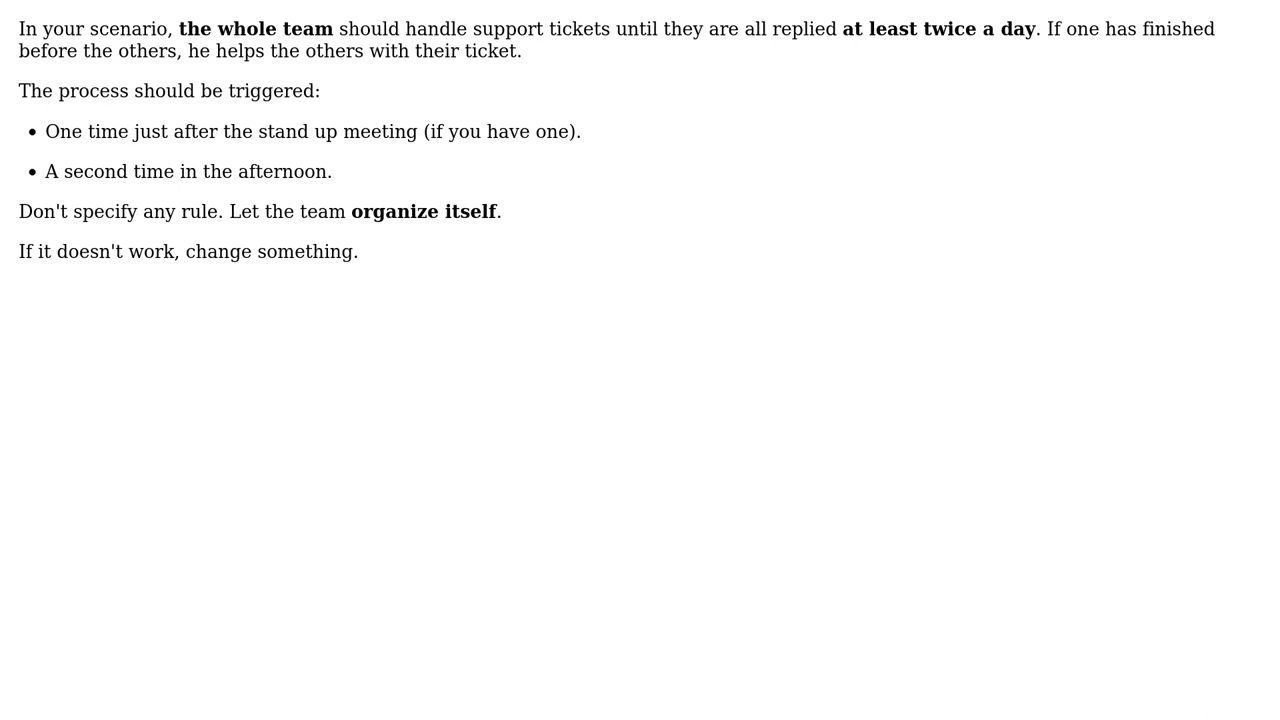 In your scenario, the whole team should handle support tickets until they are all replied at least twice a day. If one has finished
before the others, he helps the others with their ticket.
The process should be triggered:
• One time just after the stand up meeting (if you have one).
• A second time in the afternoon.
Don't specify any rule. Let the team organize itself.
If it doesn't work, change something.